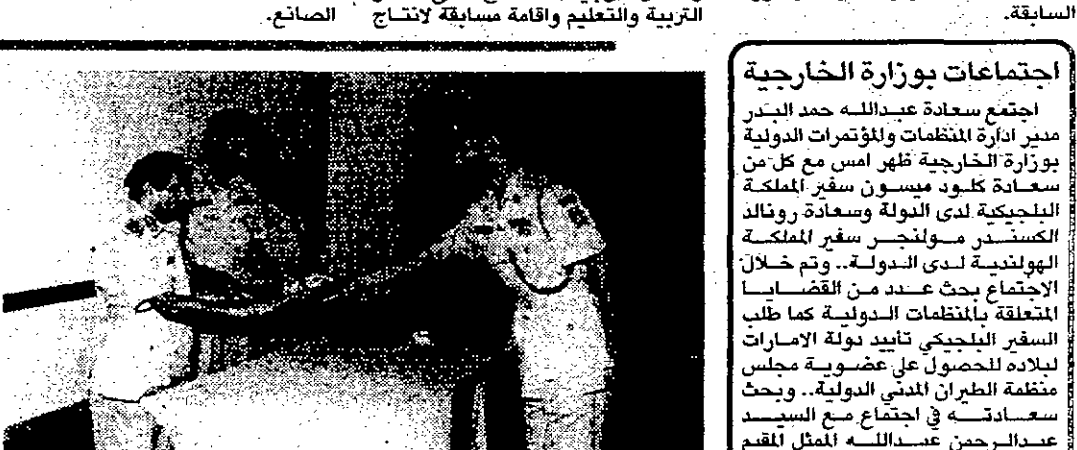 السابقة.
التربية والتعليم واقامة مسابقة لانتاج
الصانع.
اجتماعات بوزارة الخارجية
اجتمع سعادة عبدالله حمد البدر
مدير ادارة المنظمات والمؤتمرات الدولية
بوزارة الخارجية ظهر امس مع كل من
سعادة كلود ميسون سفير المملكة
البلجيكية لدى الدولة وسعادة رونالد
الكسندر مولنجر سفير المملكة
الهولندية لدى الدولة.. وتم خلال
الاجتماع بحث عدد من القضايا
المتعلقة بالمنظمات الدولية كما طلب
السفير البلجيكي تأييد دولة الامارات
لبلاده للحصول على عضوية مجلس
منظمة الطيران المدني الدولية.. وبحث
سعادته في اجتماع مع السيد
عبدالرحمن عبدالله الممثل المقيم